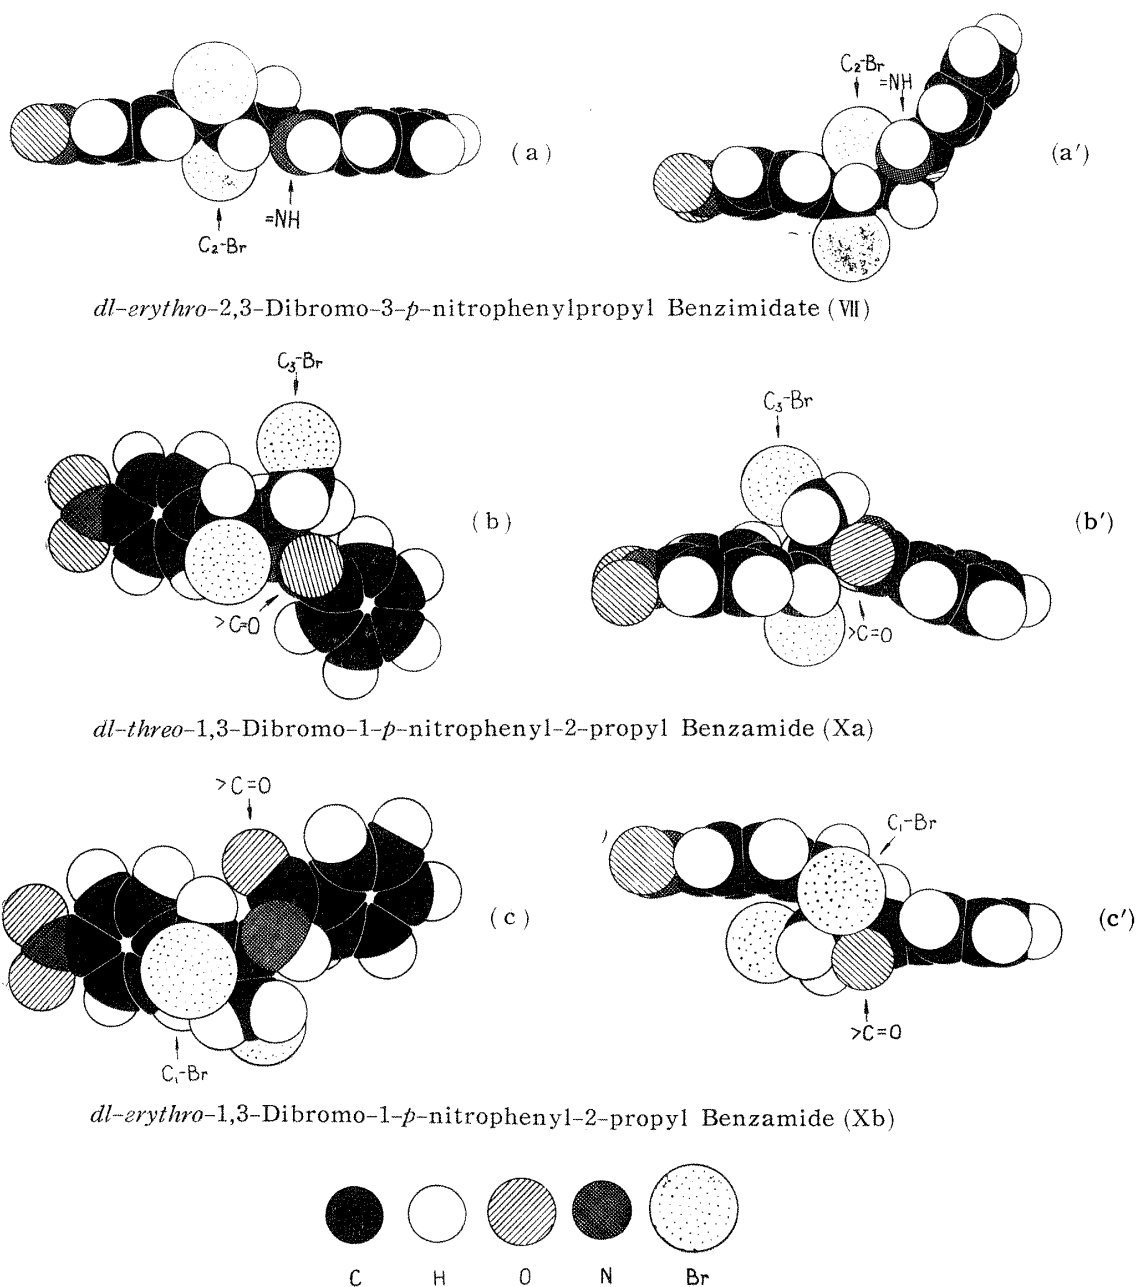 C₂-Br
=NH
(a)
=NH
C₂-Br
(a′)
dl-erythro-2,3-Dibromo-3-p-nitrophenylpropyl Benzimidate (Ⅶ)
C₃-Br
(b)
>C=O
C₃-Br
(b′)
>C=O
dl-threo-1,3-Dibromo-1-p-nitrophenyl-2-propyl Benzamide (Xa)
>C=O
(c)
C₁-Br
C₁-Br
(c′)
>C=O
dl-erythro-1,3-Dibromo-1-p-nitrophenyl-2-propyl Benzamide (Xb)
C H O N Br